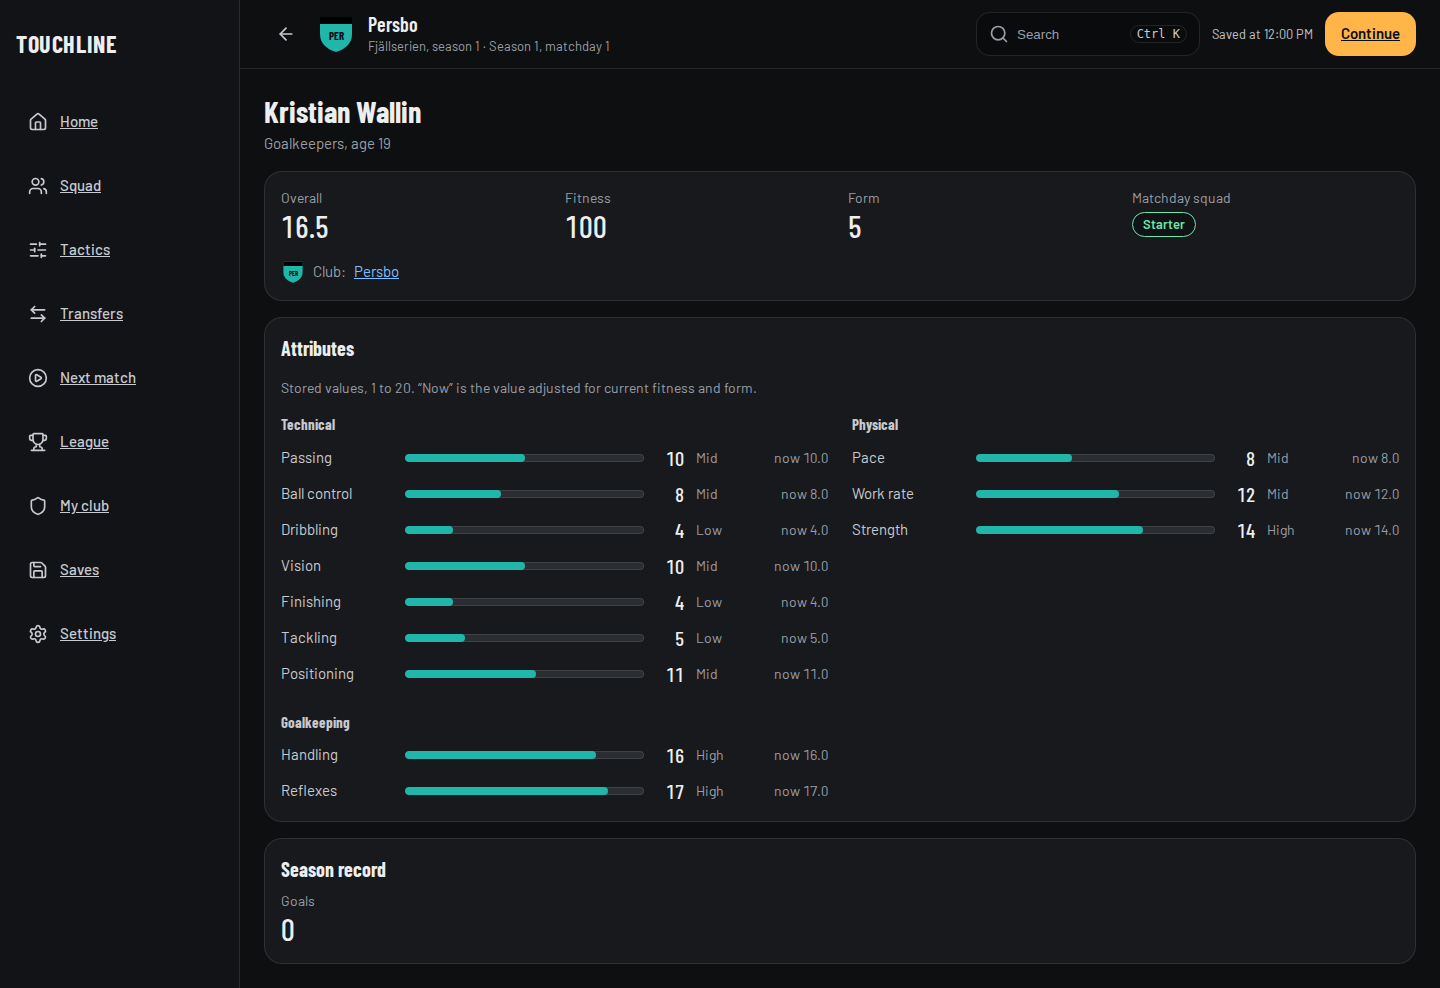 TOUCHLINE
Home
Squad
Tactics
Transfers
Next match
League
My club
Saves
Settings
PER
Persbo
Fjällserien, season 1 · Season 1, matchday 1
Search
Ctrl K
Saved at 12:00 PM
Continue
Kristian Wallin
Goalkeepers, age 19
Overall
16.5
Fitness
100
Form
5
Matchday squad
Starter
PER
Club: Persbo
Attributes
Stored values, 1 to 20. “Now” is the value adjusted for current fitness and form.
Technical
Passing 10 Mid now 10.0
Ball control 8 Mid now 8.0
Dribbling 4 Low now 4.0
Vision 10 Mid now 10.0
Finishing 4 Low now 4.0
Tackling 5 Low now 5.0
Positioning 11 Mid now 11.0
Physical
Pace 8 Mid now 8.0
Work rate 12 Mid now 12.0
Strength 14 High now 14.0
Goalkeeping
Handling 16 High now 16.0
Reflexes 17 High now 17.0
Season record
Goals
0